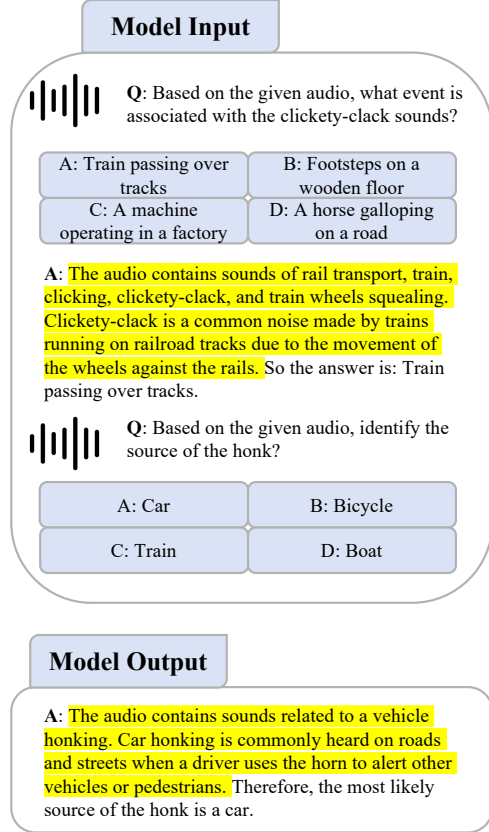 Model Input
Q: Based on the given audio, what event is
associated with the clickety-clack sounds?
A: Train passing over
tracks
B: Footsteps on a
wooden floor
C: A machine
operating in a factory
D: A horse galloping
on a road
A: The audio contains sounds of rail transport, train,
clicking, clickety-clack, and train wheels squealing.
Clickety-clack is a common noise made by trains
running on railroad tracks due to the movement of
the wheels against the rails. So the answer is: Train
passing over tracks.
Q: Based on the given audio, identify the
source of the honk?
A: Car
B: Bicycle
C: Train
D: Boat
Model Output
A: The audio contains sounds related to a vehicle
honking. Car honking is commonly heard on roads
and streets when a driver uses the horn to alert other
vehicles or pedestrians. Therefore, the most likely
source of the honk is a car.